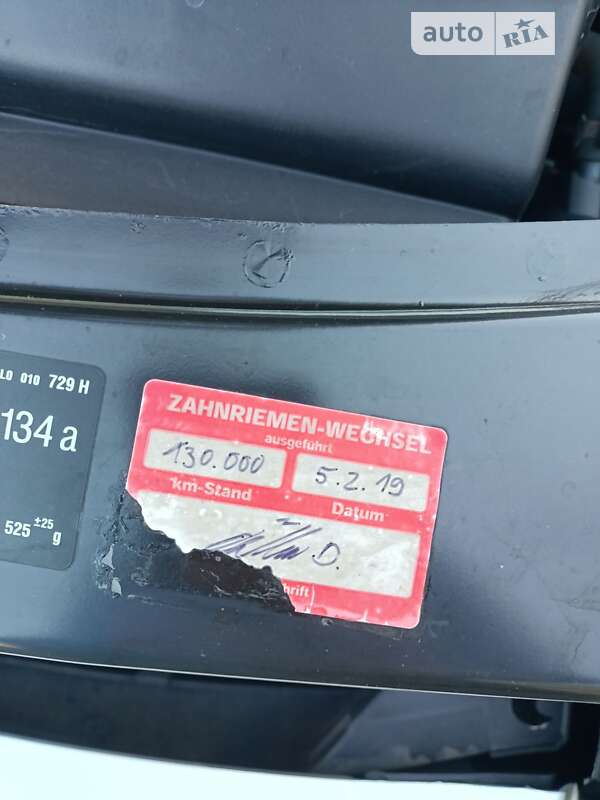 auto RIA
LO 010 729 H
134 a
525 ±25 g
ZAHNRIEMEN-WECHSEL
ausgeführt
130.000 5.2.19
km-Stand Datum
D.
hrift